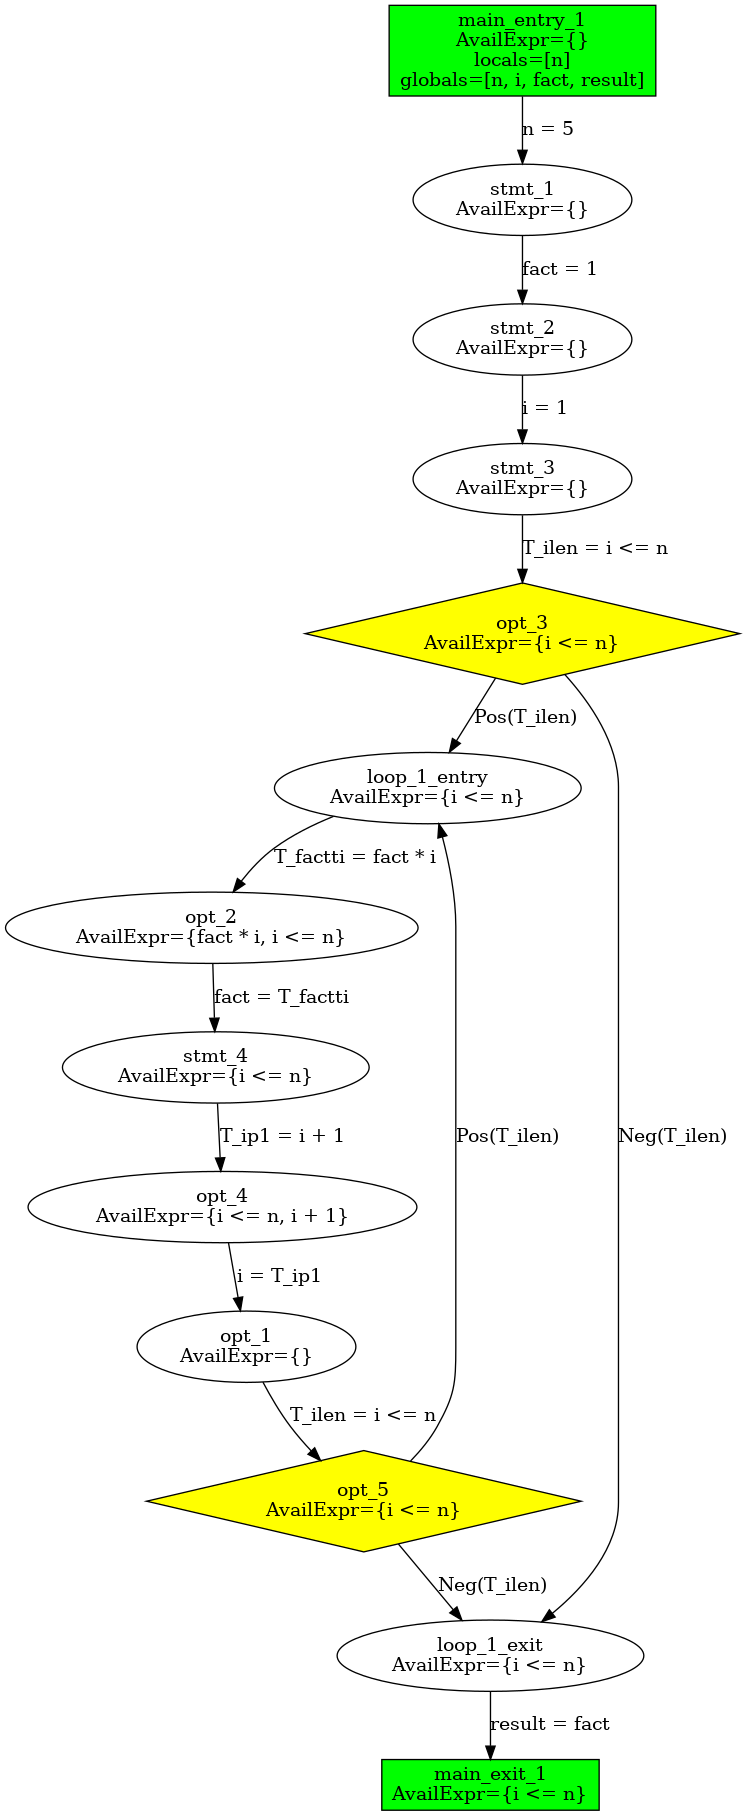 main_entry_1
AvailExpr={}
locals=[n]
globals=[n, i, fact, result]
n = 5
stmt_1
AvailExpr={}
fact = 1
stmt_2
AvailExpr={}
i = 1
stmt_3
AvailExpr={}
T_ilen = i <= n
opt_3
AvailExpr={i <= n}
Pos(T_ilen)
loop_1_entry
AvailExpr={i <= n}
T_factti = fact * i
opt_2
AvailExpr={fact * i, i <= n}
fact = T_factti
stmt_4
AvailExpr={i <= n}
T_ip1 = i + 1
Pos(T_ilen)
Neg(T_ilen)
opt_4
AvailExpr={i <= n, i + 1}
i = T_ip1
opt_1
AvailExpr={}
T_ilen = i <= n
opt_5
AvailExpr={i <= n}
Neg(T_ilen)
loop_1_exit
AvailExpr={i <= n}
result = fact
main_exit_1
AvailExpr={i <= n}